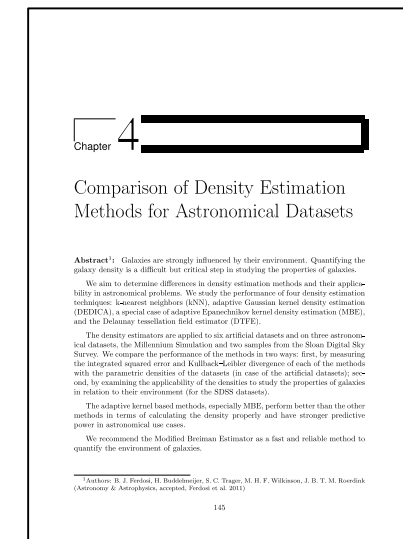 Chapter 4
Comparison of Density Estimation
Methods for Astronomical Datasets
Abstract¹: Galaxies are strongly influenced by their environment. Quantifying the
galaxy density is a difficult but critical step in studying the properties of galaxies.
We aim to determine differences in density estimation methods and their applica-
bility in astronomical problems. We study the performance of four density estimation
techniques: k-nearest neighbors (kNN), adaptive Gaussian kernel density estimation
(DEDICA), a special case of adaptive Epanechnikov kernel density estimation (MBE),
and the Delaunay tessellation field estimator (DTFE).
The density estimators are applied to six artificial datasets and on three astronom-
ical datasets, the Millennium Simulation and two samples from the Sloan Digital Sky
Survey. We compare the performance of the methods in two ways: first, by measuring
the integrated squared error and Kullback-Leibler divergence of each of the methods
with the parametric densities of the datasets (in case of the artificial datasets); sec-
ond, by examining the applicability of the densities to study the properties of galaxies
in relation to their environment (for the SDSS datasets).
The adaptive kernel based methods, especially MBE, perform better than the other
methods in terms of calculating the density properly and have stronger predictive
power in astronomical use cases.
We recommend the Modified Breiman Estimator as a fast and reliable method to
quantify the environment of galaxies.
¹Authors: B. J. Ferdosi, H. Buddelmeijer, S. C. Trager, M. H. F. Wilkinson, J. B. T. M. Roerdink
(Astronomy & Astrophysics, accepted, Ferdosi et al. 2011)
145